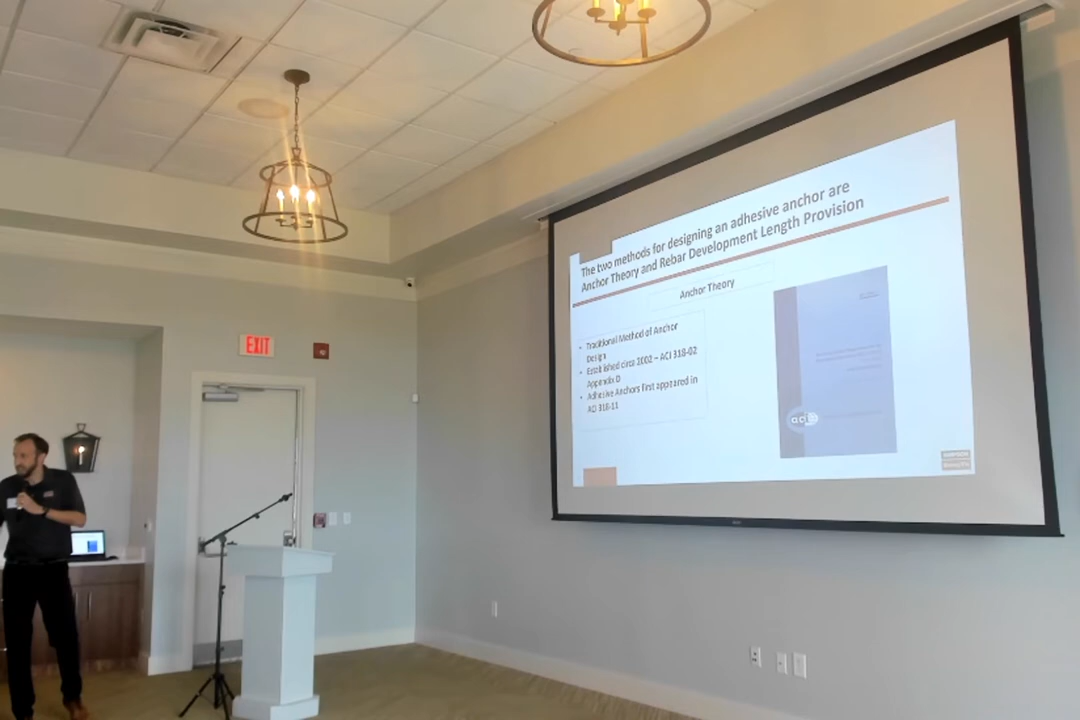 The two methods for designing an adhesive anchor are
Anchor Theory and Rebar Development Length Provision
Anchor Theory
• Traditional Method of Anchor
Design
• Established circa 2002 – ACI 318-02
Appendix D
• Adhesive Anchors first appeared in
ACI 318-11
aci
EXIT